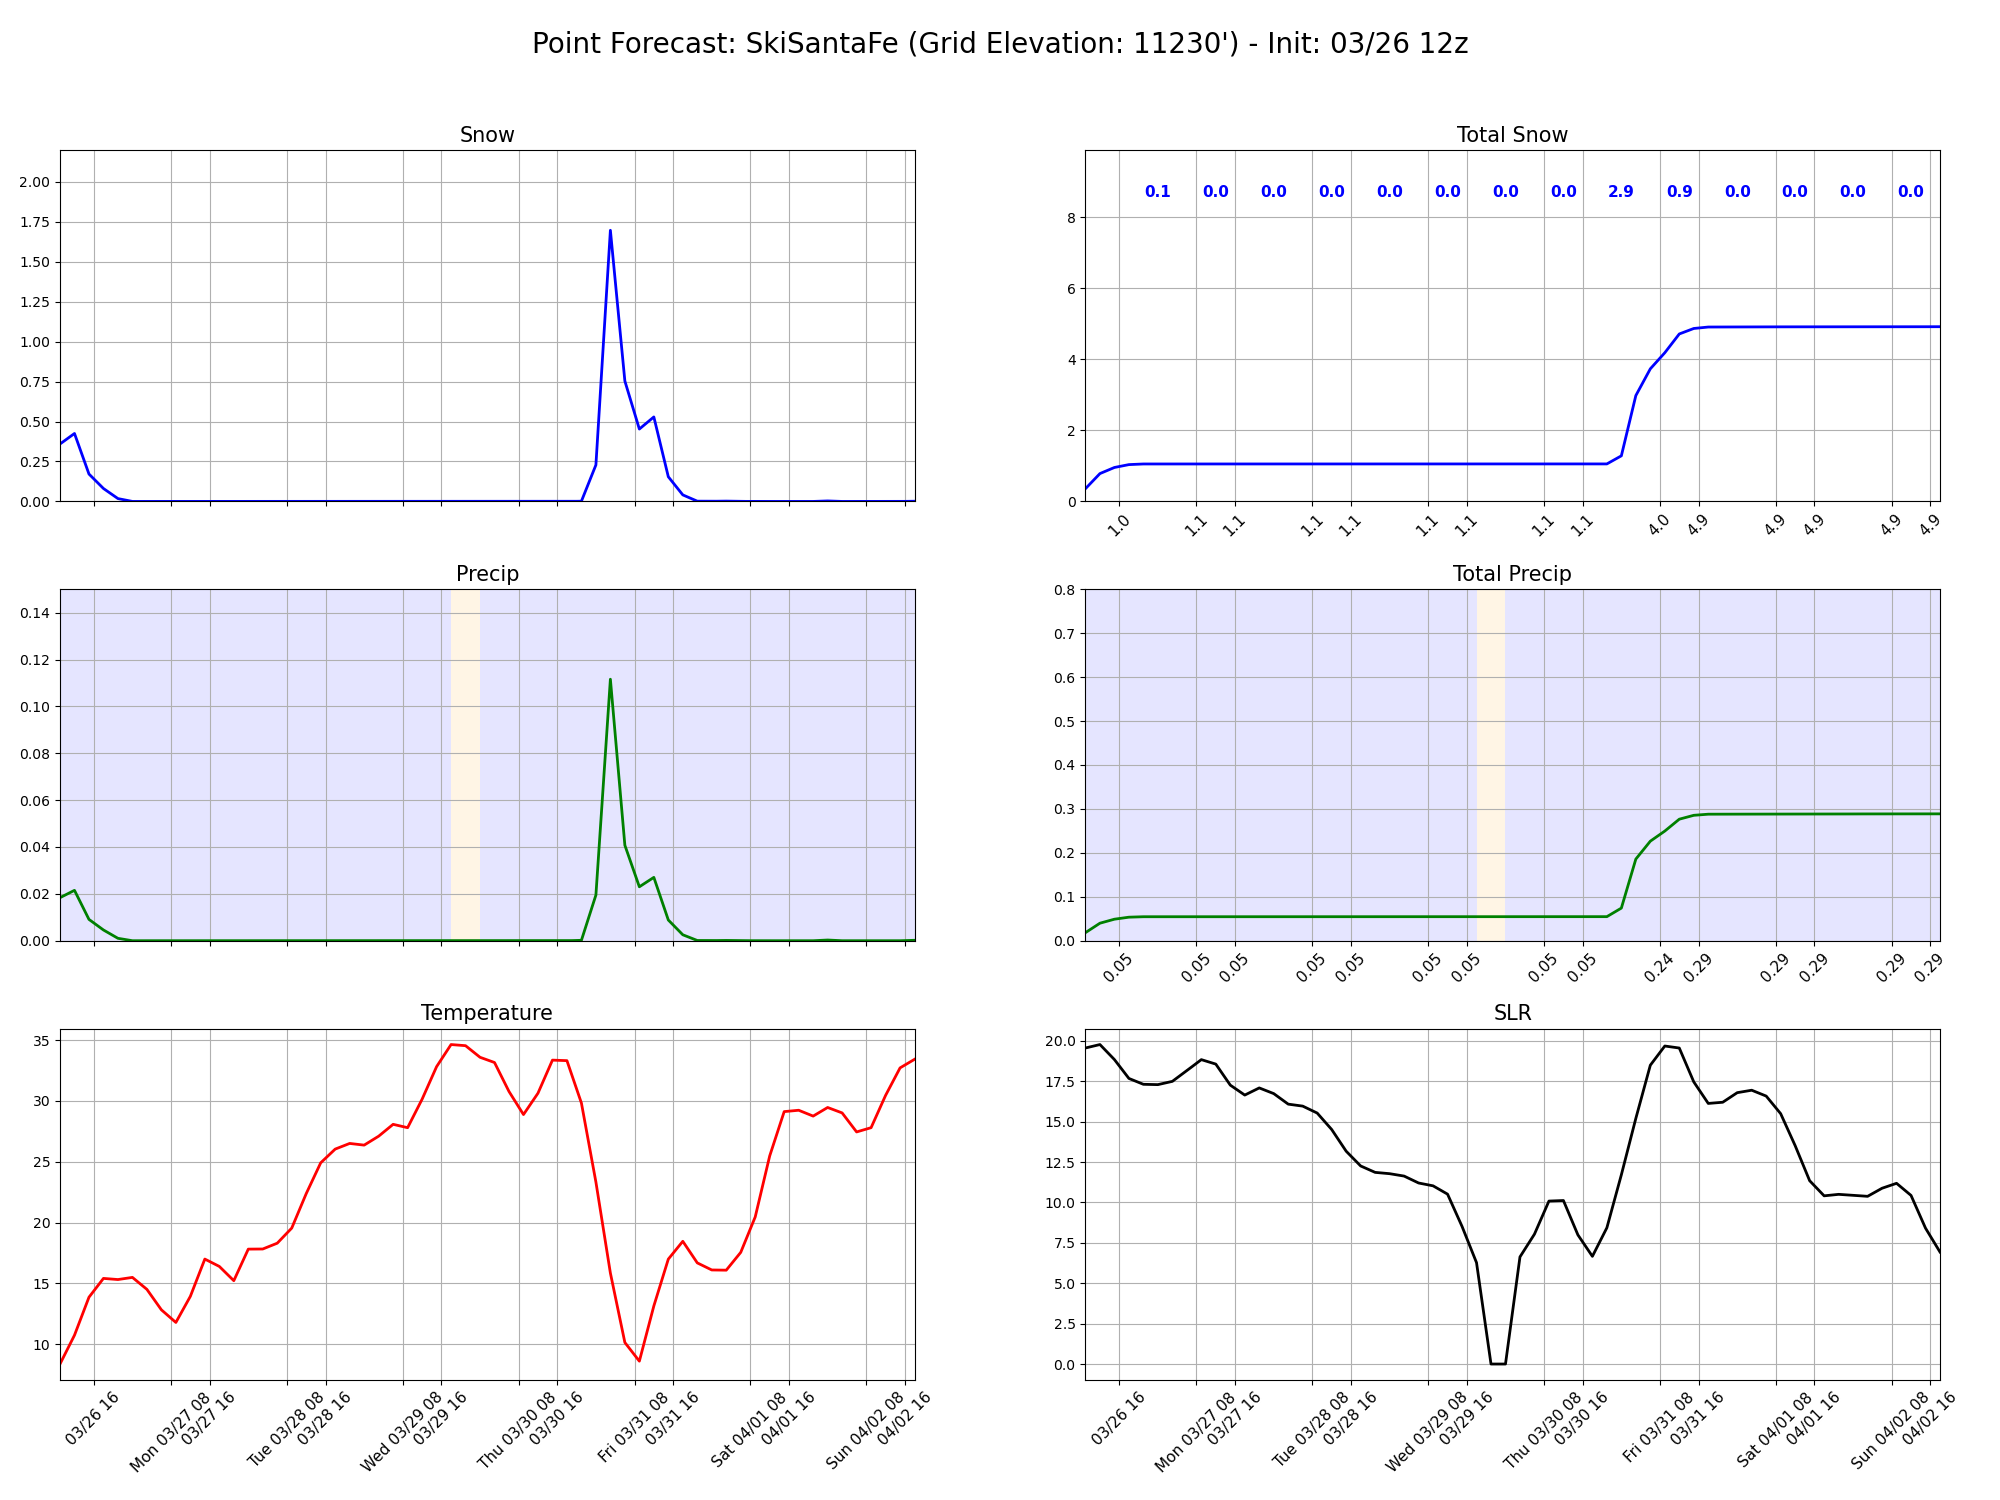 Point Forecast: SkiSantaFe (Grid Elevation: 11230') - Init: 03/26 12z
Snow
2.00
1.75
1.50
1.25
1.00
0.75
0.50
0.25
0.00
Total Snow
0.1 0.0 0.0 0.0 0.0 0.0 0.0 0.0 2.9 0.9 0.0 0.0 0.0 0.0
8
6
4
2
0
1.0 1.1 1.1 1.1 1.1 1.1 1.1 1.1 1.1 4.0 4.9 4.9 4.9 4.9 4.9
Precip
0.14
0.12
0.10
0.08
0.06
0.04
0.02
0.00
Total Precip
0.8
0.7
0.6
0.5
0.4
0.3
0.2
0.1
0.0
0.05 0.05 0.05 0.05 0.05 0.05 0.05 0.05 0.05 0.24 0.29 0.29 0.29 0.29 0.29
Temperature
35
30
25
20
15
10
03/26 16
Mon 03/27 08
03/27 16
Tue 03/28 08
03/28 16
Wed 03/29 08
03/29 16
Thu 03/30 08
03/30 16
Fri 03/31 08
03/31 16
Sat 04/01 08
04/01 16
Sun 04/02 08
04/02 16
SLR
20.0
17.5
15.0
12.5
10.0
7.5
5.0
2.5
0.0
03/26 16
Mon 03/27 08
03/27 16
Tue 03/28 08
03/28 16
Wed 03/29 08
03/29 16
Thu 03/30 08
03/30 16
Fri 03/31 08
03/31 16
Sat 04/01 08
04/01 16
Sun 04/02 08
04/02 16